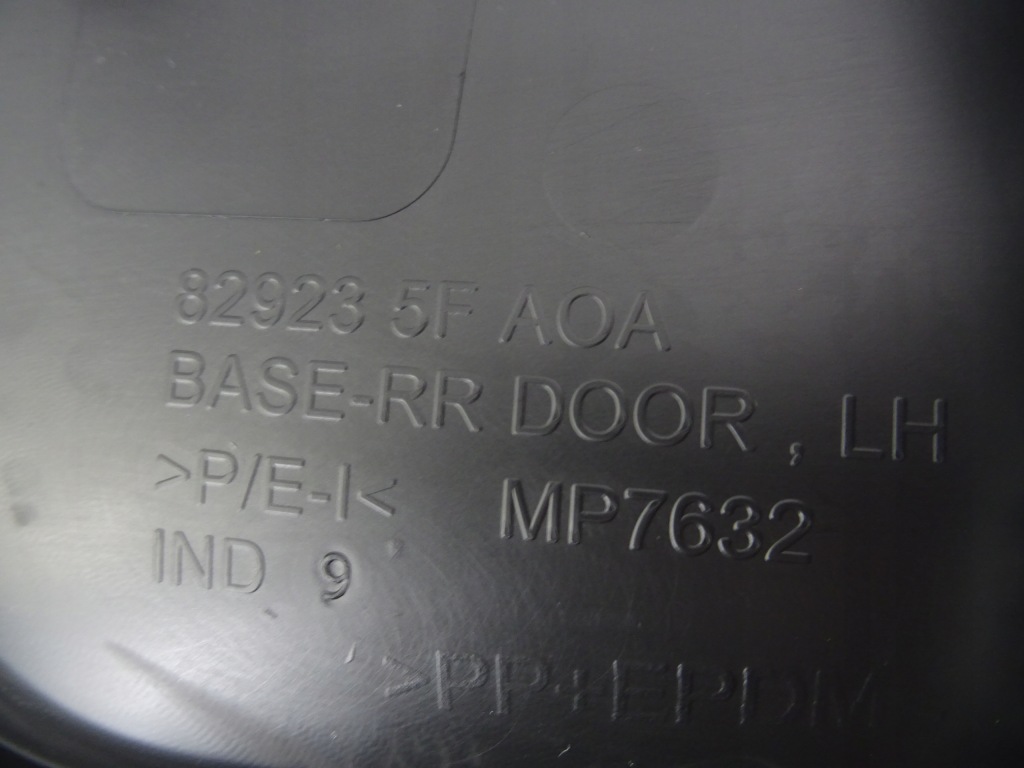 82923 5F AOA
BASE-RR DOOR , LH
>P/E-I< MP7632
IND 9
>PP+EPDM